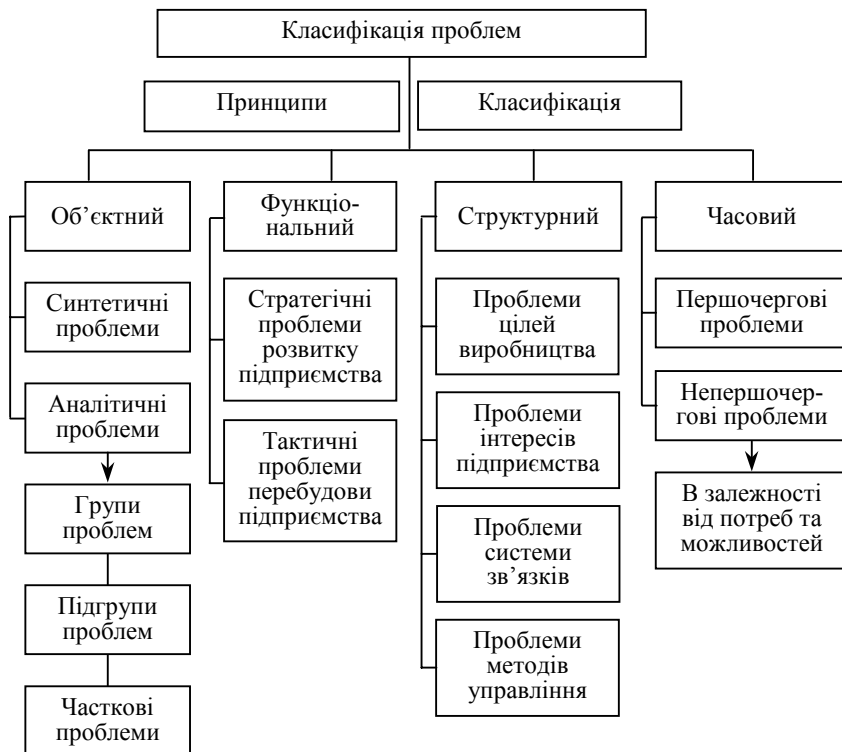 Класифікація проблем
Принципи
Класифікація
Об’єктний
Синтетичні
проблеми
Аналітичні
проблеми
Групи
проблем
Підгрупи
проблем
Часткові
проблеми
Функціо-
нальний
Стратегічні
проблеми
розвитку
підприємства
Тактичні
проблеми
перебудови
підприємства
Структурний
Проблеми
цілей
виробництва
Проблеми
інтересів
підприємства
Проблеми
системи
зв’язків
Проблеми
методів
управління
Часовий
Першочергові
проблеми
Непершочер-
гові проблеми
В залежності
від потреб та
можливостей